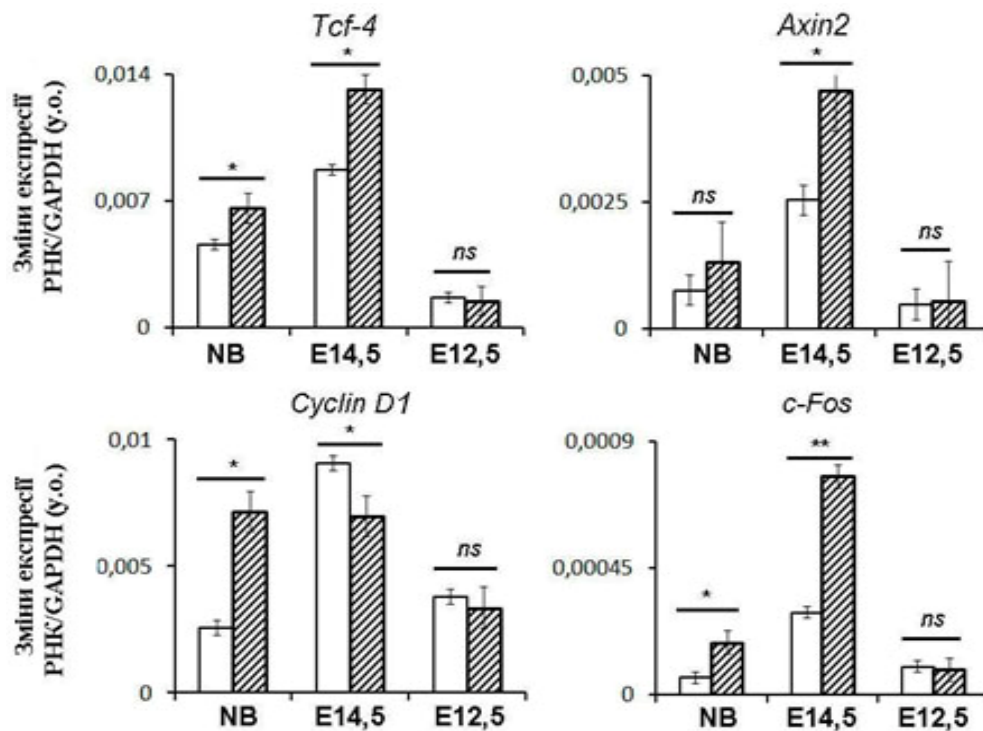 Tcf-4
Зміни експресії
РНК/GAPDH (у.о.)
0,014
0,007
0
*
*
ns
NB
E14,5
E12,5
Axin2
0,005
0,0025
0
ns
*
ns
NB
E14,5
E12,5
Cyclin D1
Зміни експресії
РНК/GAPDH (у.о.)
0,01
0,005
0
*
*
ns
NB
E14,5
E12,5
c-Fos
0,0009
0,00045
0
*
**
ns
NB
E14,5
E12,5